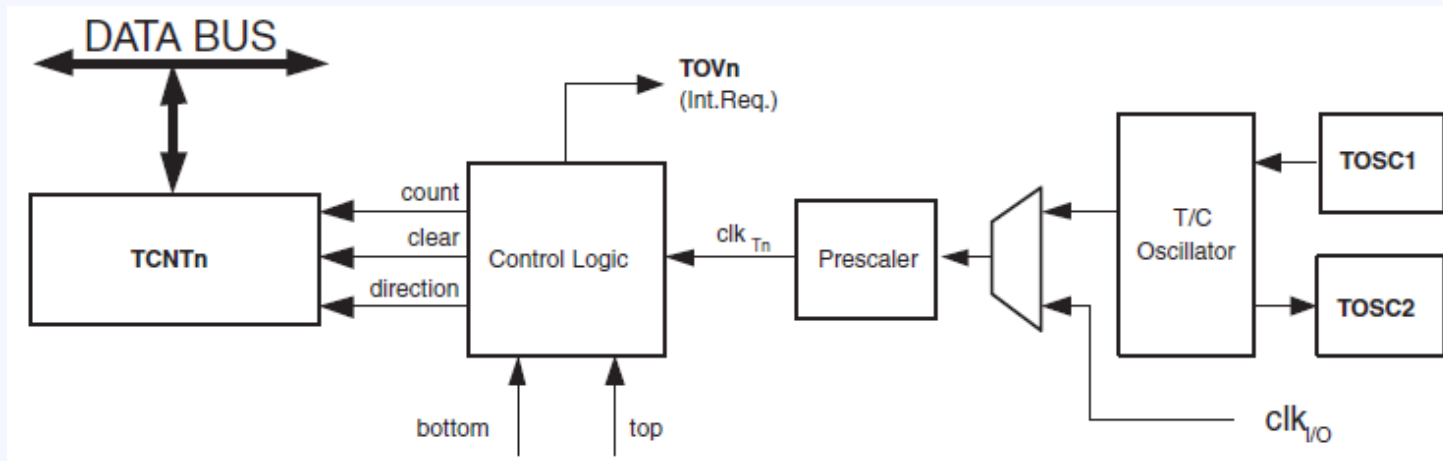 DATA BUS
TOVn
(Int.Req.)
count
clear
direction
TCNTn
Control Logic
clk Tn
Prescaler
T/C
Oscillator
TOSC1
TOSC2
bottom
top
clk I/O